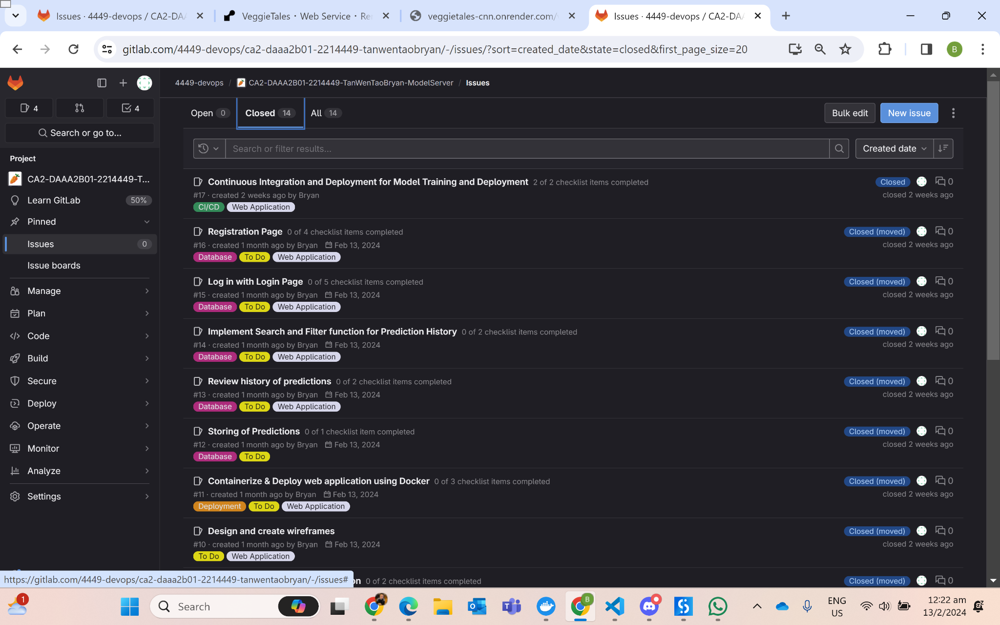 Issues · 4449-devops / CA2-DA
VeggieTales · Web Service · Re
veggietales-cnn.onrender.com/
Issues · 4449-devops / CA2-DA
gitlab.com/4449-devops/ca2-daaa2b01-2214449-tanwentaobryan/-/issues/?sort=created_date&state=closed&first_page_size=20
B
4
4
Search or go to...
Project
CA2-DAAA2B01-2214449-T...
Learn GitLab 50%
Pinned
Issues 0
Issue boards
Manage
Plan
Code
Build
Secure
Deploy
Operate
Monitor
Analyze
Settings
4449-devops / CA2-DAAA2B01-2214449-TanWenTaoBryan-ModelServer / Issues
Open 0 Closed 14 All 14
Bulk edit New issue
Search or filter results...
Created date
Continuous Integration and Deployment for Model Training and Deployment 2 of 2 checklist items completed
Closed 0
#17 · created 2 weeks ago by Bryan
closed 2 weeks ago
CI/CD Web Application
Registration Page 0 of 4 checklist items completed
Closed (moved) 0
#16 · created 1 month ago by Bryan Feb 13, 2024
closed 2 weeks ago
Database To Do Web Application
Log in with Login Page 0 of 5 checklist items completed
Closed (moved) 0
#15 · created 1 month ago by Bryan Feb 13, 2024
closed 2 weeks ago
Database To Do Web Application
Implement Search and Filter function for Prediction History 0 of 2 checklist items completed
Closed (moved) 0
#14 · created 1 month ago by Bryan Feb 13, 2024
closed 2 weeks ago
Database To Do Web Application
Review history of predictions 0 of 2 checklist items completed
Closed (moved) 0
#13 · created 1 month ago by Bryan Feb 13, 2024
closed 2 weeks ago
Database To Do Web Application
Storing of Predictions 0 of 1 checklist item completed
Closed (moved) 0
#12 · created 1 month ago by Bryan Feb 13, 2024
closed 2 weeks ago
Database To Do
Containerize & Deploy web application using Docker 0 of 3 checklist items completed
Closed (moved) 0
#11 · created 1 month ago by Bryan Feb 13, 2024
closed 2 weeks ago
Deployment To Do Web Application
Design and create wireframes
Closed (moved) 0
#10 · created 1 month ago by Bryan Feb 13, 2024
closed 2 weeks ago
To Do Web Application
on 0 of 2 checklist items completed
Closed (moved) 0
https://gitlab.com/4449-devops/ca2-daaa2b01-2214449-tanwentaobryan/-/issues#
1
Search
B
ENG
US
12:22 am
13/2/2024